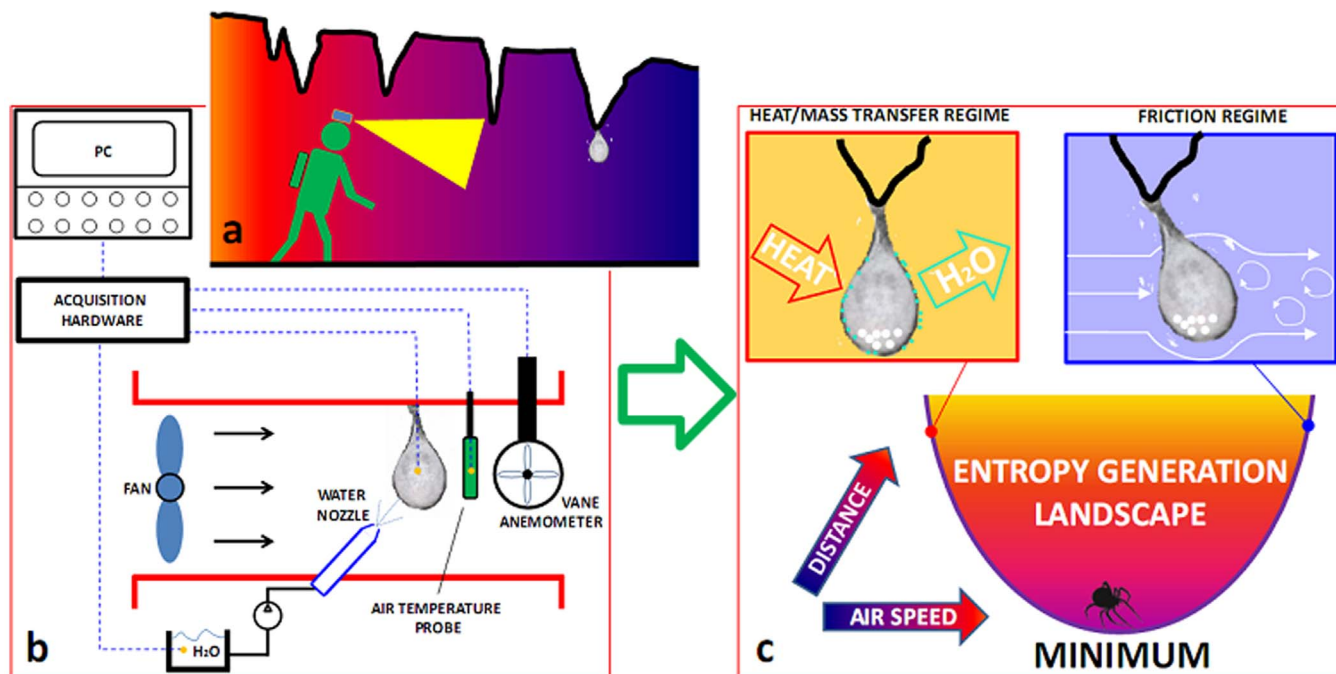 a
PC
ACQUISITION
HARDWARE
FAN
WATER
NOZZLE
VANE
ANEMOMETER
AIR TEMPERATURE
PROBE
H₂O
b
HEAT/MASS TRANSFER REGIME
FRICTION REGIME
HEAT
H₂O
ENTROPY GENERATION
LANDSCAPE
DISTANCE
AIR SPEED
MINIMUM
c